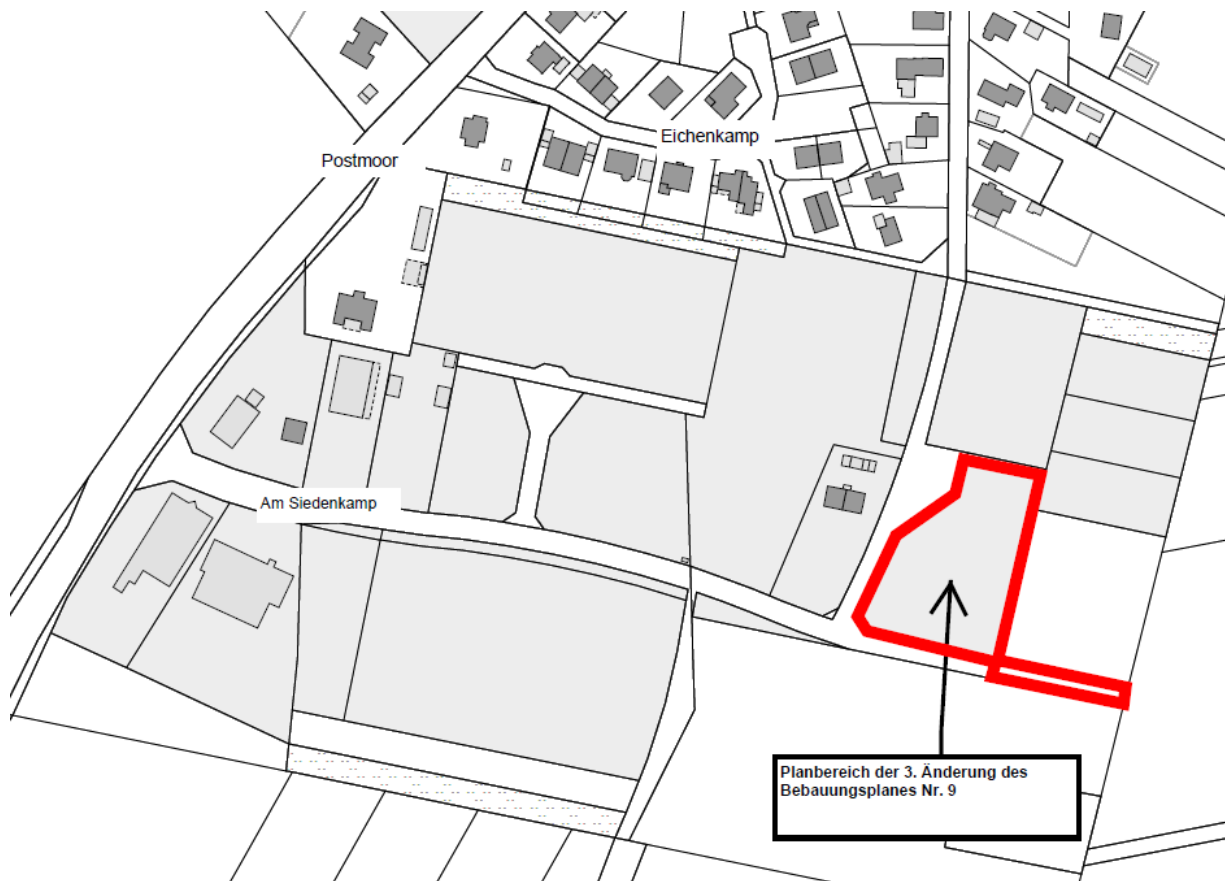 Eichenkamp
Postmoor
Am Siedenkamp
Planbereich der 3. Änderung des
Bebauungsplanes Nr. 9